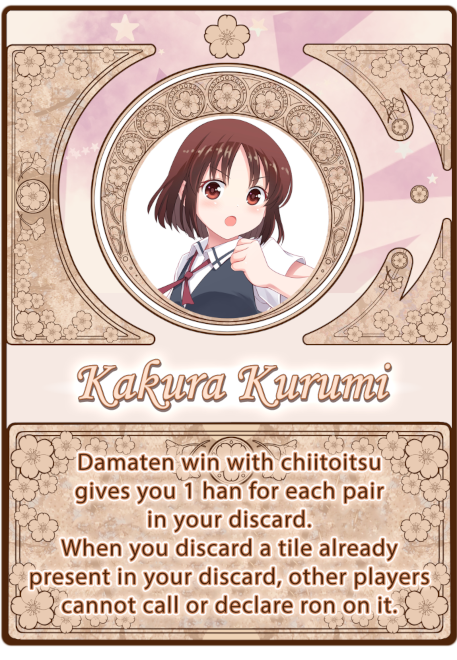 Kakura Kurumi
Damaten win with chiitoitsu
gives you 1 han for each pair
in your discard.
When you discard a tile already
present in your discard, other players
cannot call or declare ron on it.